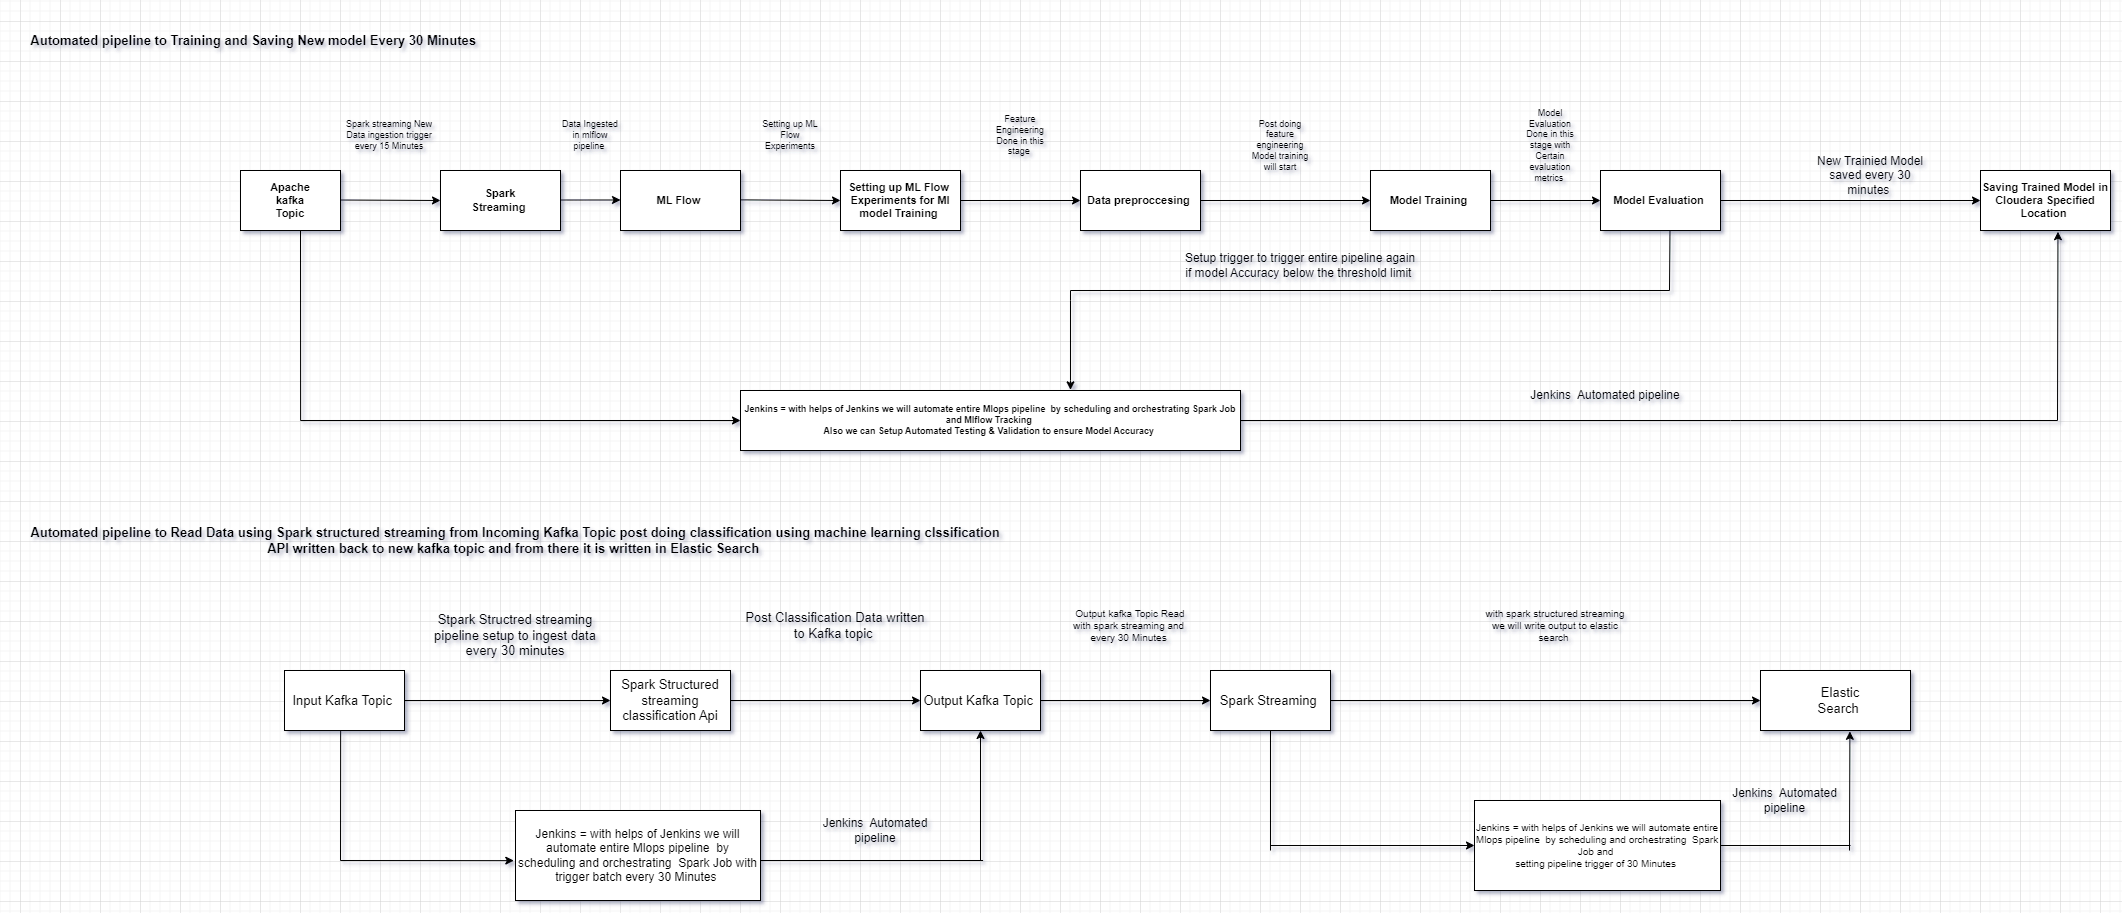 Automated pipeline to Training and Saving New model Every 30 Minutes
Spark streaming New
Data ingestion trigger
every 15 Minutes
Data Ingested
in mlflow
pipeline
Setting up ML
Flow
Experiments
Feature
Engineering
Done in this
stage
Post doing
feature
engineering
Model training
will start
Model
Evaluation
Done in this
stage with
Certain
evaluation
metrics
New Trainied Model
saved every 30
minutes
Apache
kafka
Topic
Spark
Streaming
ML Flow
Setting up ML Flow
Experiments for Ml
model Training
Data preproccesing
Model Training
Model Evaluation
Saving Trained Model in
Cloudera Specified
Location
Setup trigger to trigger entire pipeline again
if model Accuracy below the threshold limit
Jenkins = with helps of Jenkins we will automate entire Mlops pipeline by scheduling and orchestrating Spark Job
and Mlflow Tracking
Also we can Setup Automated Testing & Validation to ensure Model Accuracy
Jenkins Automated pipeline
Automated pipeline to Read Data using Spark structured streaming from Incoming Kafka Topic post doing classification using machine learning clssification
API written back to new kafka topic and from there it is written in Elastic Search
Stpark Structred streaming
pipeline setup to ingest data
every 30 minutes
Post Classification Data written
to Kafka topic
Output kafka Topic Read
with spark streaming and
every 30 Minutes
with spark structured streaming
we will write output to elastic
search
Input Kafka Topic
Spark Structured
streaming
classification Api
Output Kafka Topic
Spark Streaming
Elastic
Search
Jenkins = with helps of Jenkins we will
automate entire Mlops pipeline by
scheduling and orchestrating Spark Job with
trigger batch every 30 Minutes
Jenkins Automated
pipeline
Jenkins = with helps of Jenkins we will automate entire
Mlops pipeline by scheduling and orchestrating Spark
Job and
setting pipeline trigger of 30 Minutes
Jenkins Automated
pipeline